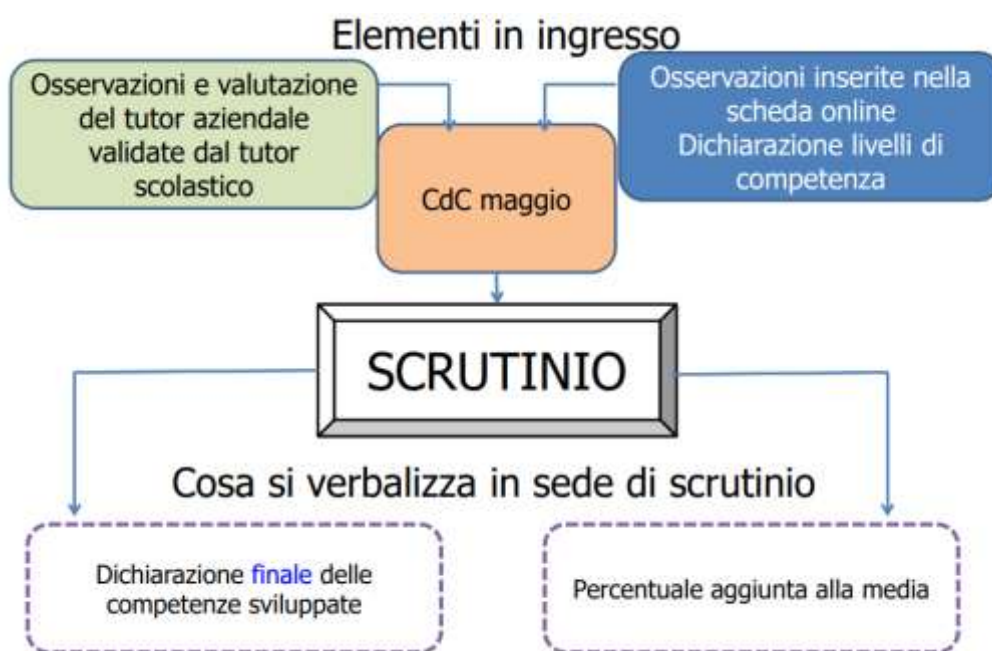 Elementi in ingresso
Osservazioni e valutazione
del tutor aziendale
validate dal tutor
scolastico
Osservazioni inserite nella
scheda online
Dichiarazione livelli di
competenza
CdC maggio
SCRUTINIO
Cosa si verbalizza in sede di scrutinio
Dichiarazione finale delle
competenze sviluppate
Percentuale aggiunta alla media